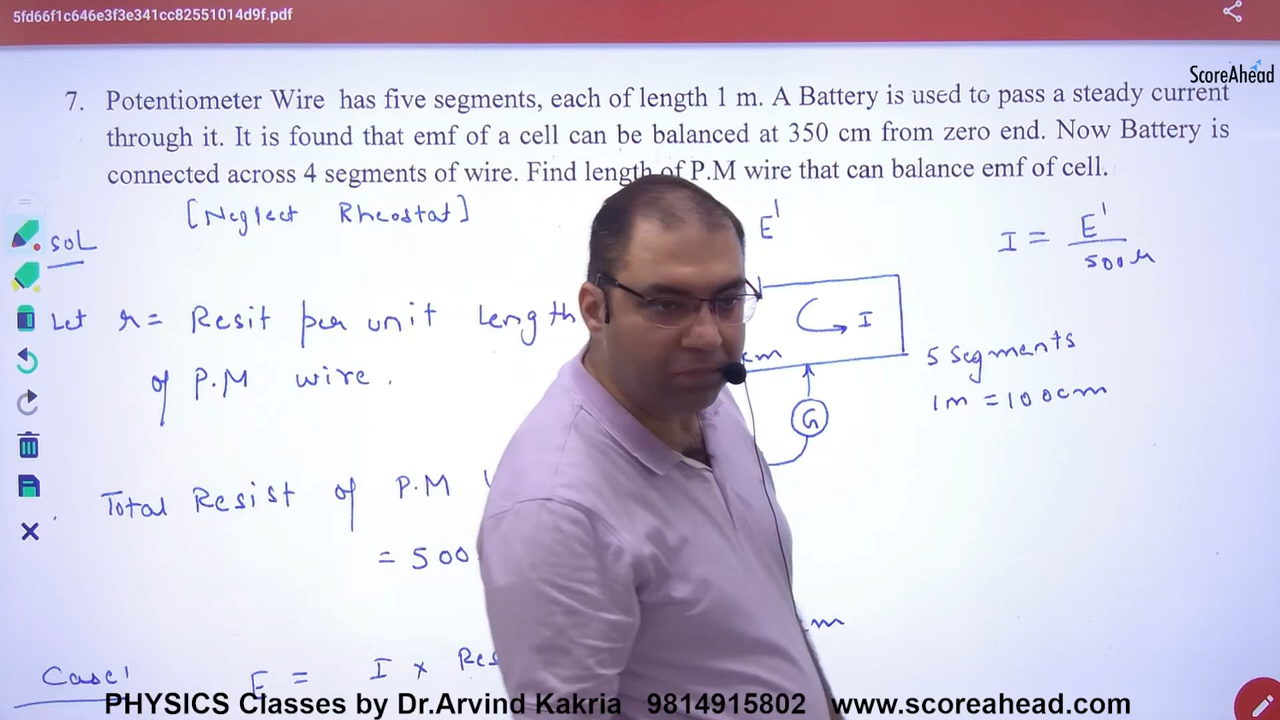 5fd66f1c646e3f3e341cc82551014d9f.pdf
ScoreAhead
7. Potentiometer Wire has five segments, each of length 1 m. A Battery is used to pass a steady current
through it. It is found that emf of a cell can be balanced at 350 cm from zero end. Now Battery is
connected across 4 segments of wire. Find length of P.M wire that can balance emf of cell.
[Neglect Rheostat]
SOL
Let r = Resit per unit length
of P.M wire.
Total Resist of P.M
= 500
Case1 E = I x Res
E'
I
cm
G
I = E' / 500r
5 segments
1m = 100cm
m
PHYSICS Classes by Dr.Arvind Kakria 9814915802 www.scoreahead.com